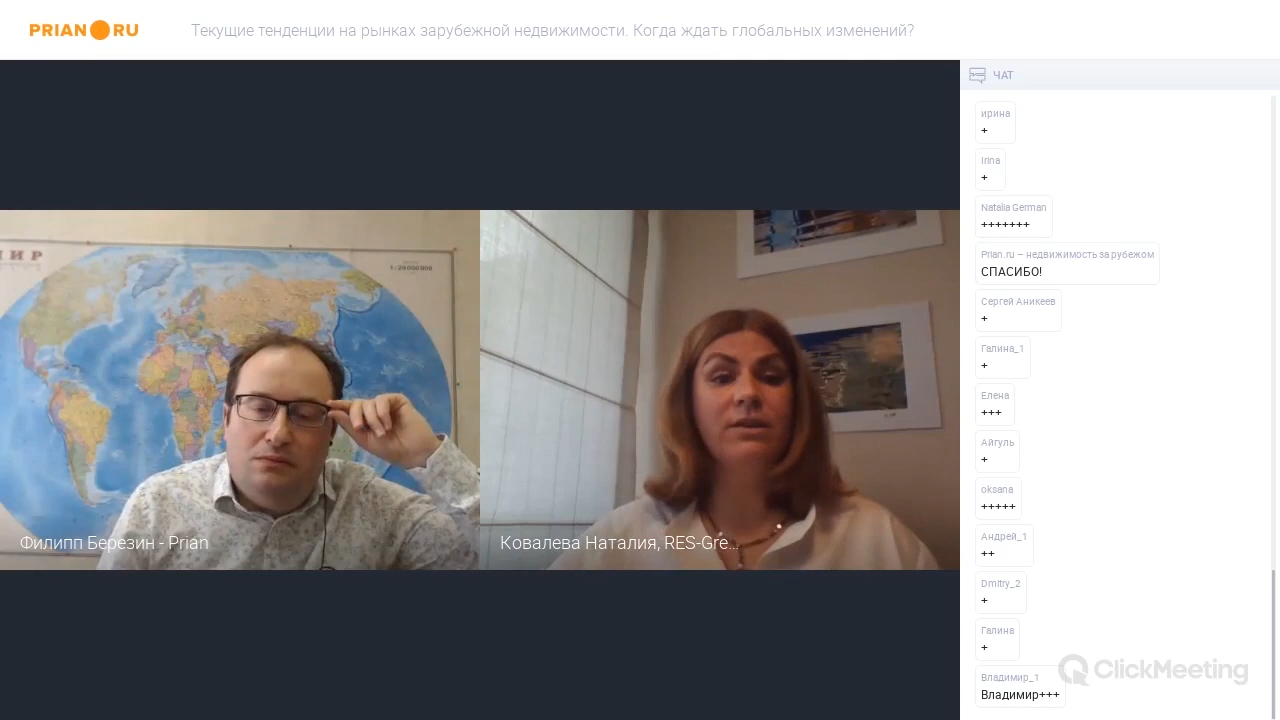 PRIAN RU
Текущие тенденции на рынках зарубежной недвижимости. Когда ждать глобальных изменений?
ЧАТ
ирина
+
Irina
+
Natalia German
+++++++
Prian.ru – недвижимость за рубежом
СПАСИБО!
Сергей Аникеев
+
Галина_1
+
Елена
+++
Айгуль
+
oksana
+++++
Андрей_1
++
Dmitry_2
+
Галина
+
Владимир_1
Владимир+++
ClickMeeting
ИР
Филипп Березин - Prian
Ковалева Наталия, RES-Gre...